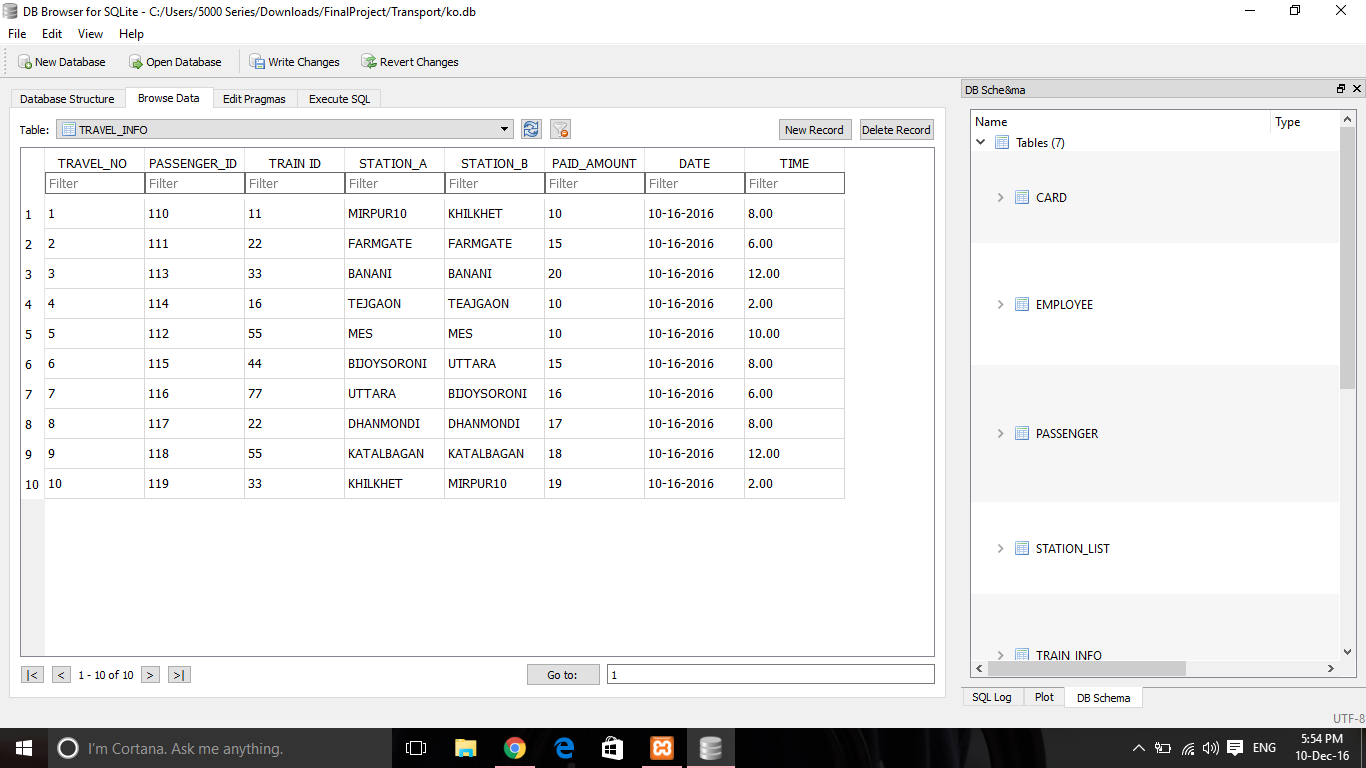 DB Browser for SQLite - C:/Users/5000 Series/Downloads/FinalProject/Transport/ko.db
File Edit View Help
New Database Open Database Write Changes Revert Changes
Database Structure Browse Data Edit Pragmas Execute SQL
Table: TRAVEL_INFO New Record Delete Record
TRAVEL_NO PASSENGER_ID TRAIN ID STATION_A STATION_B PAID_AMOUNT DATE TIME
Filter Filter Filter Filter Filter Filter Filter Filter
1 1 110 11 MIRPUR10 KHILKHET 10 10-16-2016 8.00
2 2 111 22 FARMGATE FARMGATE 15 10-16-2016 6.00
3 3 113 33 BANANI BANANI 20 10-16-2016 12.00
4 4 114 16 TEJGAON TEAJGAON 10 10-16-2016 2.00
5 5 112 55 MES MES 10 10-16-2016 10.00
6 6 115 44 BIJOYSORONI UTTARA 15 10-16-2016 8.00
7 7 116 77 UTTARA BIJOYSORONI 16 10-16-2016 6.00
8 8 117 22 DHANMONDI DHANMONDI 17 10-16-2016 8.00
9 9 118 55 KATALBAGAN KATALBAGAN 18 10-16-2016 12.00
10 10 119 33 KHILKHET MIRPUR10 19 10-16-2016 2.00
|< < 1 - 10 of 10 > >| Go to: 1
DB Sche&ma
Name Type
Tables (7)
CARD
EMPLOYEE
PASSENGER
STATION_LIST
TRAIN_INFO
SQL Log Plot DB Schema
UTF-8
I'm Cortana. Ask me anything.
ENG
5:54 PM
10-Dec-16